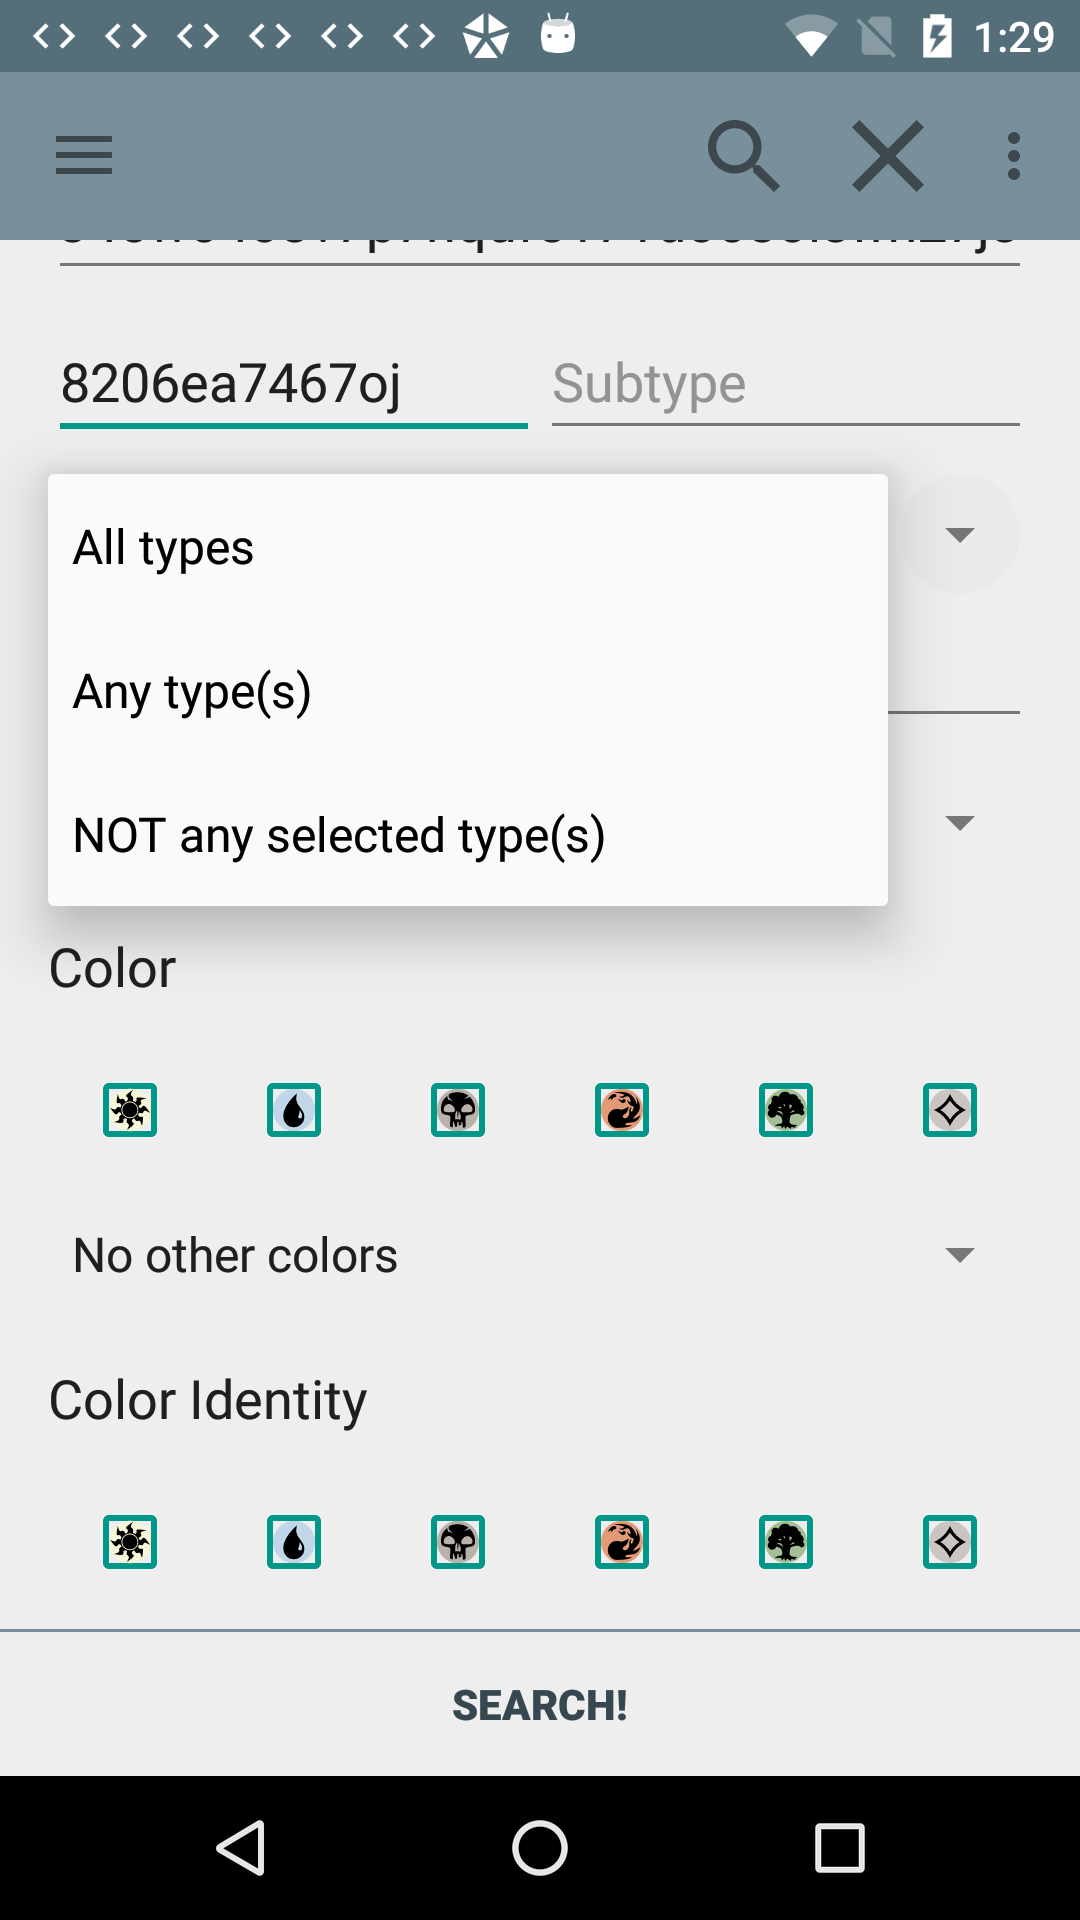 1:29
8206ea7467oj
Subtype
All types
Any type(s)
NOT any selected type(s)
Color
No other colors
Color Identity
SEARCH!